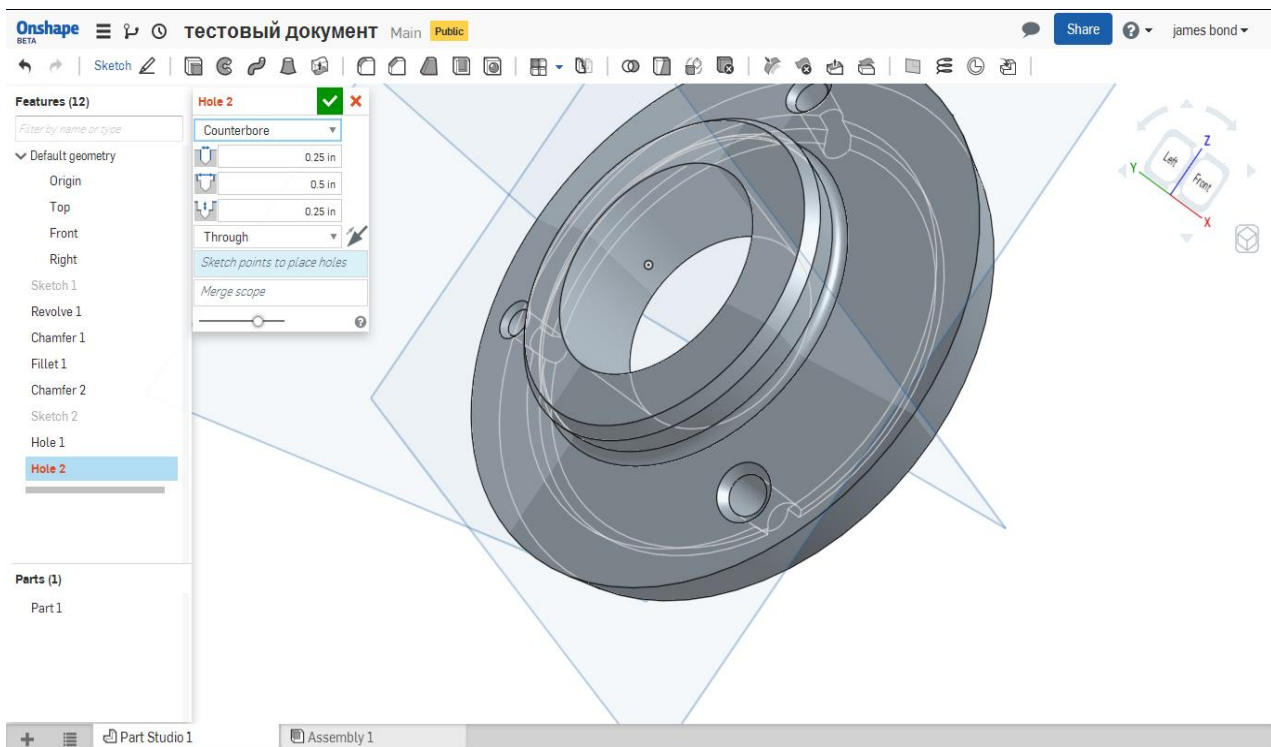 Onshape
BETA
тестовый документ Main Public
Share
james bond
Sketch
Features (12)
Filter by name or type
Default geometry
Origin
Top
Front
Right
Sketch 1
Revolve 1
Chamfer 1
Fillet 1
Chamfer 2
Sketch 2
Hole 1
Hole 2
Parts (1)
Part 1
Hole 2
Counterbore
0.25 in
0.5 in
0.25 in
Through
Sketch points to place holes
Merge scope
Z
Left
Y
Front
X
Part Studio 1
Assembly 1